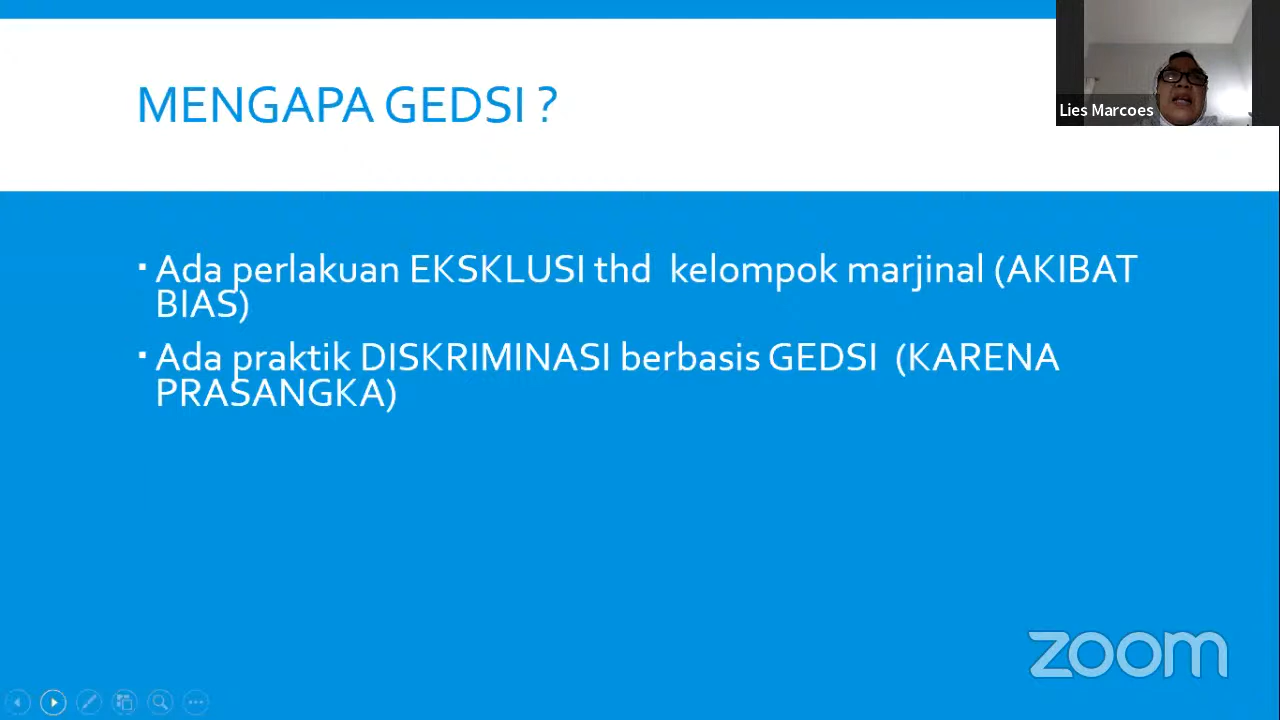 MENGAPA GEDSI ?
Lies Marcoes
▪ Ada perlakuan EKSKLUSI thd  kelompok marjinal (AKIBAT
BIAS)
▪ Ada praktik DISKRIMINASI berbasis GEDSI  (KARENA
PRASANGKA)
zoom